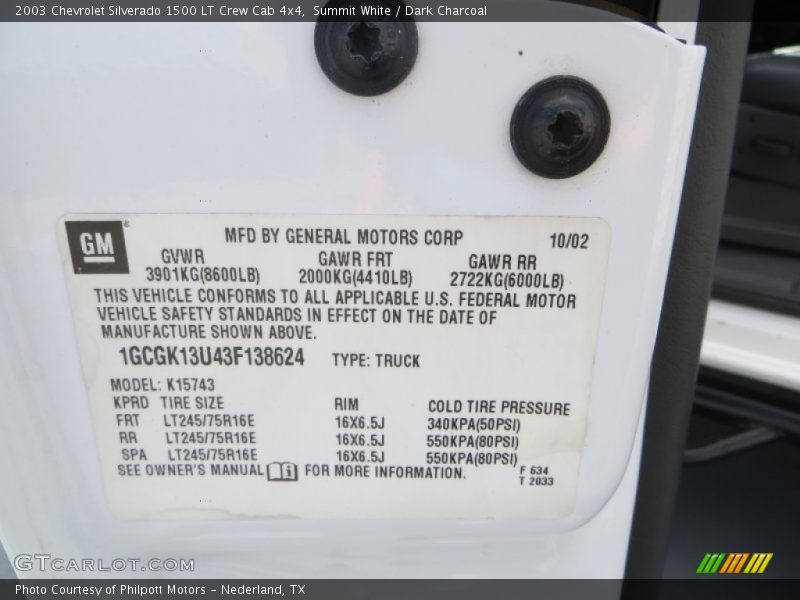 2003 Chevrolet Silverado 1500 LT Crew Cab 4x4, Summit White / Dark Charcoal
GM ®
MFD BY GENERAL MOTORS CORP 10/02
GVWR GAWR FRT GAWR RR
3901KG(8600LB) 2000KG(4410LB) 2722KG(6000LB)
THIS VEHICLE CONFORMS TO ALL APPLICABLE U.S. FEDERAL MOTOR
VEHICLE SAFETY STANDARDS IN EFFECT ON THE DATE OF
MANUFACTURE SHOWN ABOVE.
1GCGK13U43F138624 TYPE: TRUCK
MODEL: K15743
KPRD TIRE SIZE RIM COLD TIRE PRESSURE
FRT LT245/75R16E 16X6.5J 340KPA(50PSI)
RR LT245/75R16E 16X6.5J 550KPA(80PSI)
SPA LT245/75R16E 16X6.5J 550KPA(80PSI)
SEE OWNER'S MANUAL FOR MORE INFORMATION.
F 634
T 2033
GTCARLOT.COM
Photo Courtesy of Philpott Motors - Nederland, TX